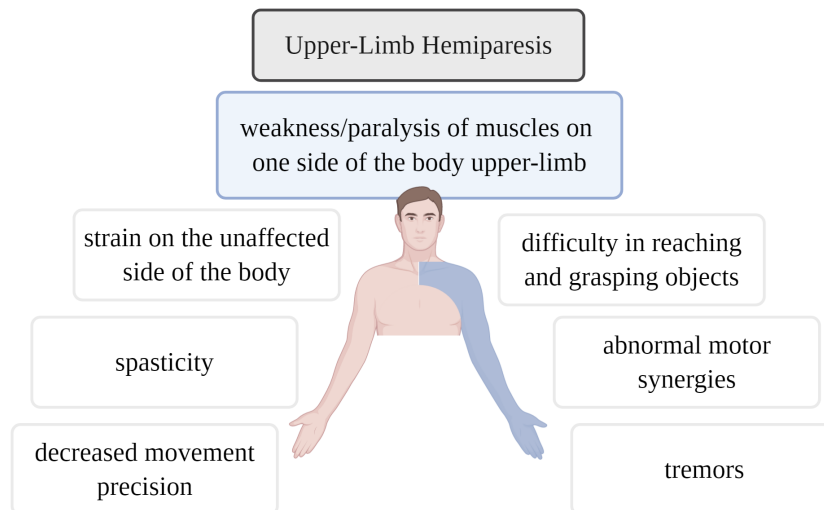 Upper-Limb Hemiparesis
weakness/paralysis of muscles on
one side of the body upper-limb
strain on the unaffected
side of the body
difficulty in reaching
and grasping objects
spasticity
abnormal motor
synergies
decreased movement
precision
tremors